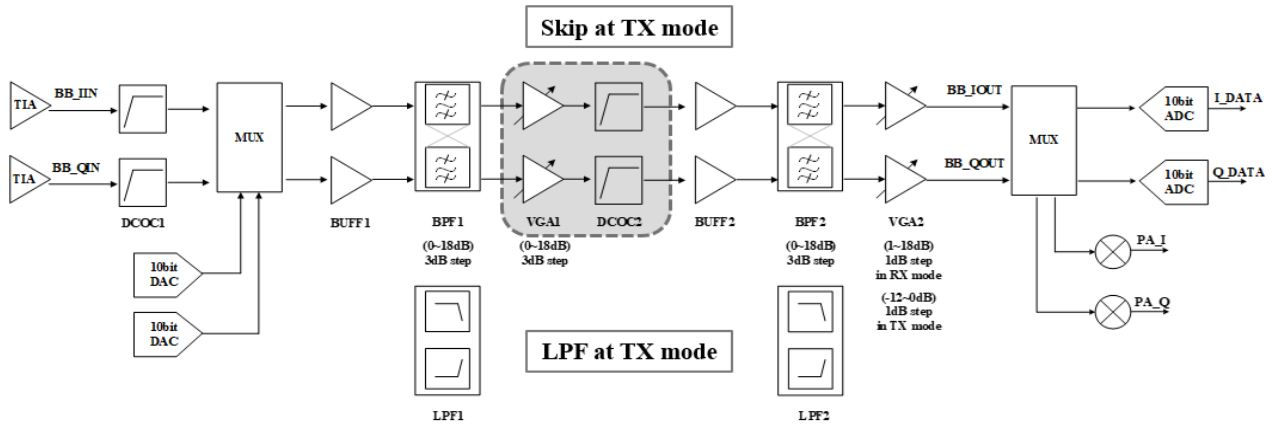 Skip at TX mode
TIA
BB_IIN
MUX
BB_IOUT
MUX
10bit
ADC
I_DATA
TIA
BB_QIN
BB_QOUT
10bit
ADC
Q_DATA
DCOC1
BUFF1
BPF1
(0~18dB)
3dB step
VGA1
(0~18dB)
3dB step
DCOC2
BUFF2
BPF2
(0~18dB)
3dB step
VGA2
(1~18dB)
1dB step
in RX mode
(-12~0dB)
1dB step
in TX mode
10bit
DAC
10bit
DAC
PA_I
PA_Q
LPF at TX mode
LPF1
LPF2